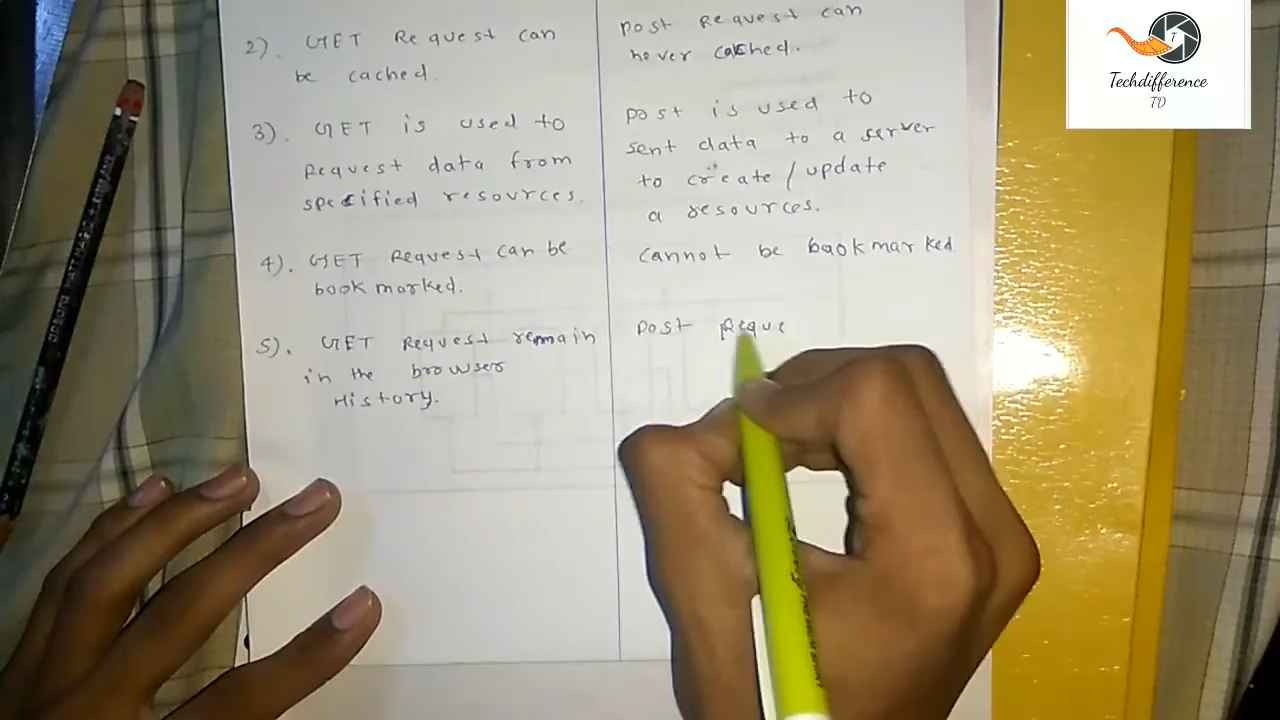 2). GET Request can
be cached.
3). GET is used to
Request data from
specified resources.
4). GET Request can be
bookmarked.
5). GET Request remain
in the browser
History.
Post Request can
never cached.
Post is used to
sent data to a server
to create / update
a resources.
cannot be bookmarked
Post Reque
Techdifference
TD